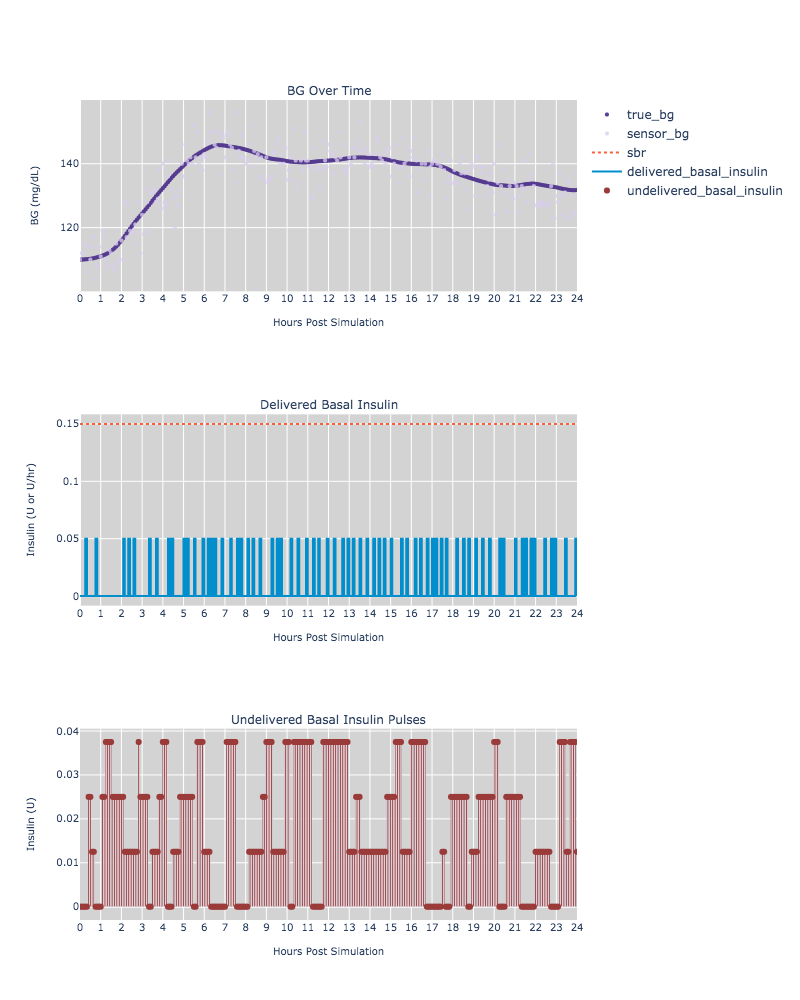 BG Over Time
true_bg
sensor_bg
sbr
delivered_basal_insulin
undelivered_basal_insulin
140
120
BG (mg/dL)
0 1 2 3 4 5 6 7 8 9 10 11 12 13 14 15 16 17 18 19 20 21 22 23 24
Hours Post Simulation
Delivered Basal Insulin
0.15
0.1
0.05
0
Insulin (U or U/hr)
0 1 2 3 4 5 6 7 8 9 10 11 12 13 14 15 16 17 18 19 20 21 22 23 24
Hours Post Simulation
Undelivered Basal Insulin Pulses
0.04
0.03
0.02
0.01
0
Insulin (U)
0 1 2 3 4 5 6 7 8 9 10 11 12 13 14 15 16 17 18 19 20 21 22 23 24
Hours Post Simulation